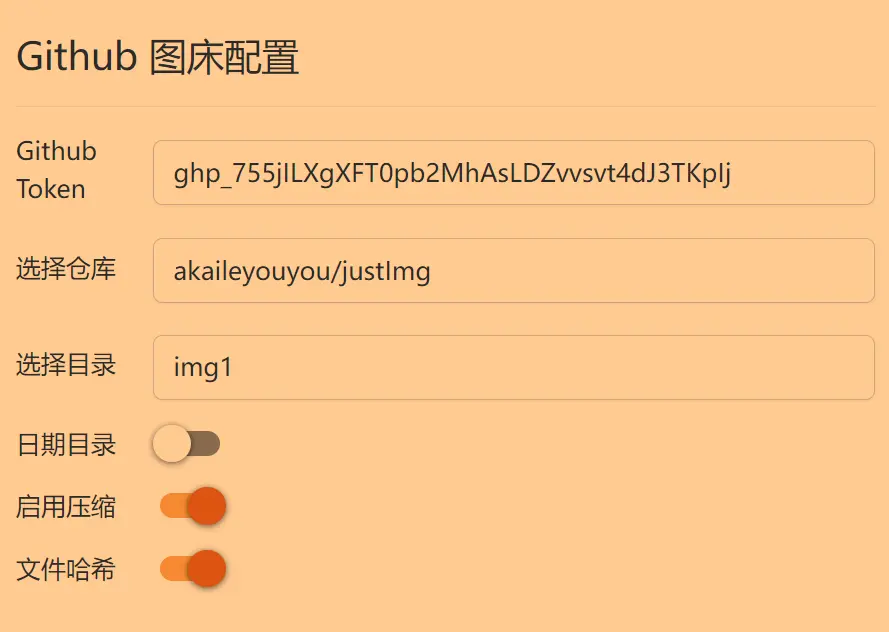 Github 图床配置
Github
Token
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
选择仓库
akaileyouyou/justImg
选择目录
img1
日期目录
启用压缩
文件哈希